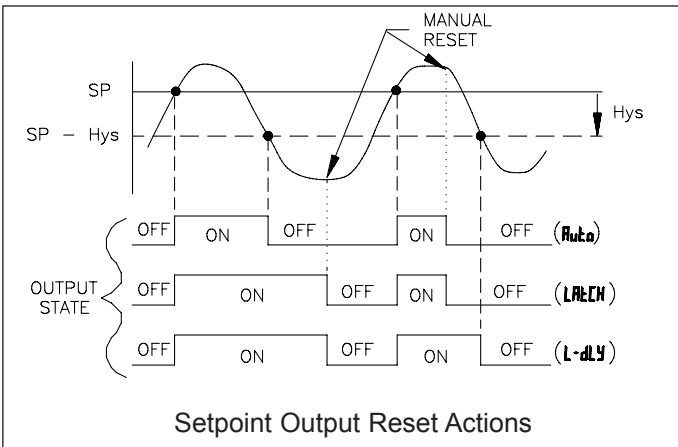 MANUAL
RESET
SP
Hys
SP - Hys
OFF ON OFF ON OFF (Auto)
OUTPUT
STATE
OFF ON OFF ON OFF (LAtCH)
OFF ON OFF ON OFF (L-dLY)
Setpoint Output Reset Actions